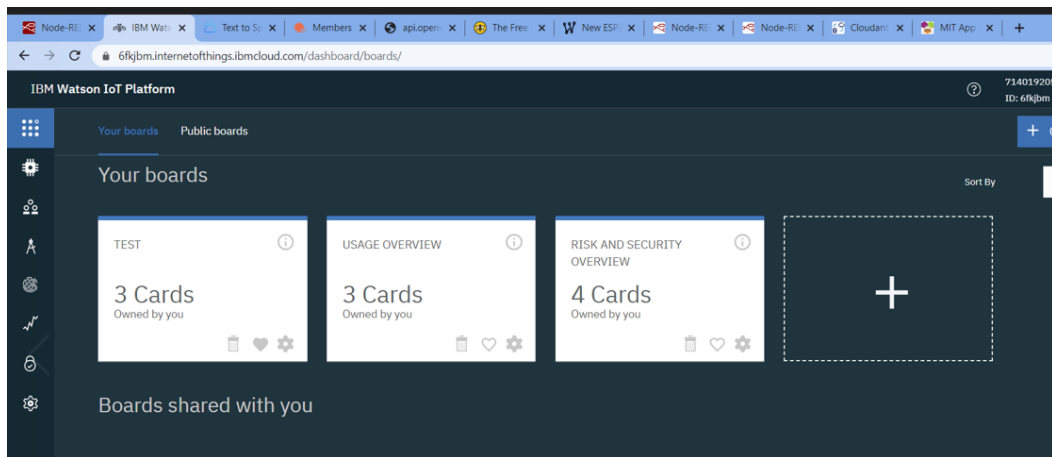 Node-RE IBM Wats Text to Sp Members api.open The Free New ESP Node-RE Node-RE Cloudant MIT App
6fkjbm.internetofthings.ibmcloud.com/dashboard/boards/
IBM Watson IoT Platform
714019205
ID: 6fkjbm
Your boards Public boards
Your boards
Sort By
TEST
3 Cards
Owned by you
USAGE OVERVIEW
3 Cards
Owned by you
RISK AND SECURITY
OVERVIEW
4 Cards
Owned by you
Boards shared with you